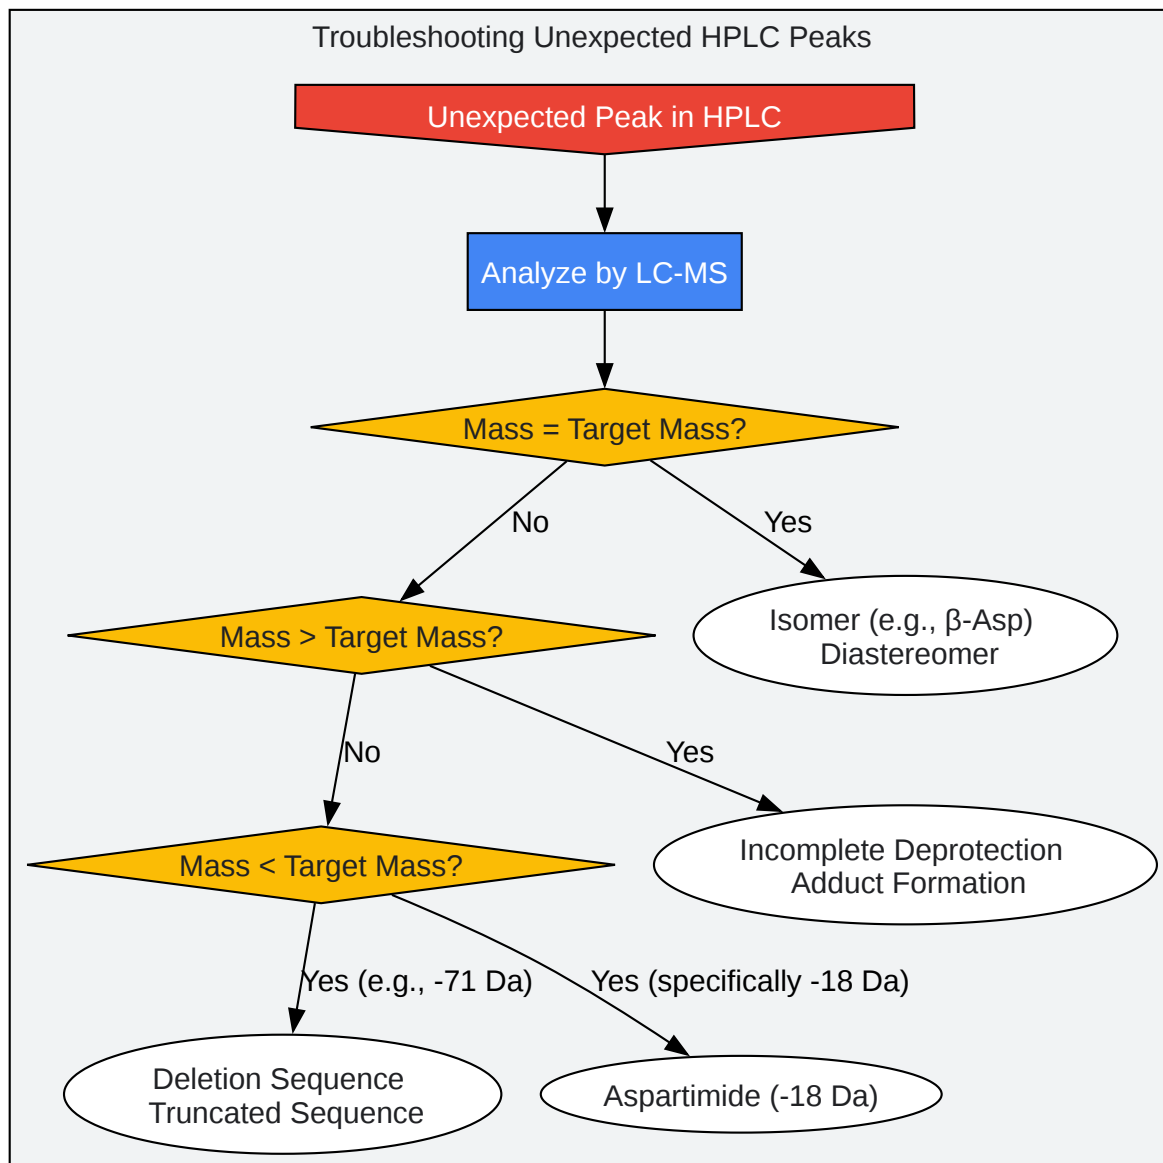 Troubleshooting Unexpected HPLC Peaks
Unexpected Peak in HPLC
Analyze by LC-MS
Mass = Target Mass?
No
Yes
Mass > Target Mass?
Isomer (e.g., β-Asp)
Diastereomer
No
Yes
Mass < Target Mass?
Incomplete Deprotection
Adduct Formation
Yes (e.g., -71 Da)
Yes (specifically -18 Da)
Deletion Sequence
Truncated Sequence
Aspartimide (-18 Da)